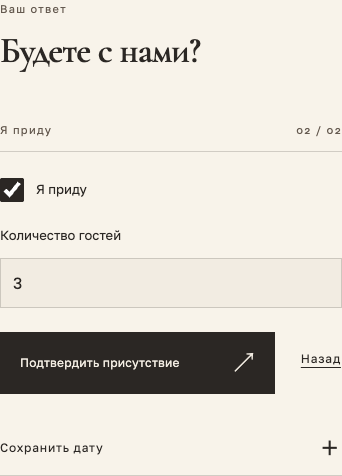 Ваш ответ
Будете с нами?
Я приду
02 / 02
Я приду
Количество гостей
3
Подтвердить присутствие
Назад
Сохранить дату